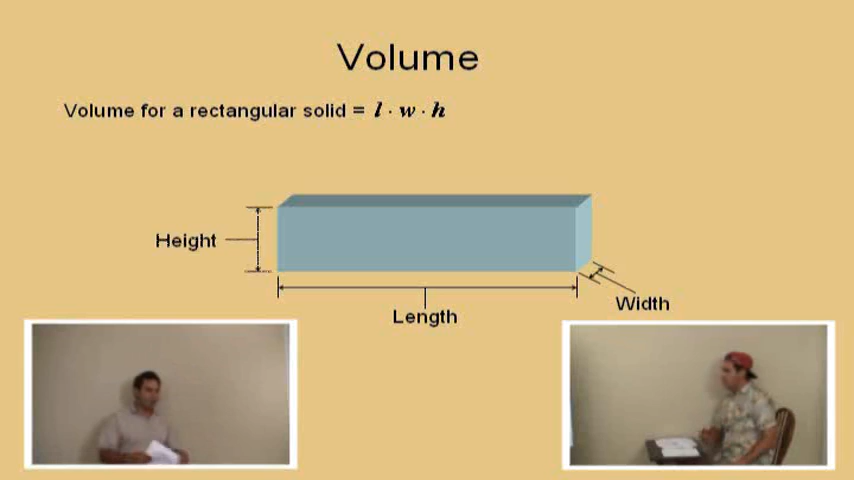 Volume
Volume for a rectangular solid = l · w · h
Height
Width
Length